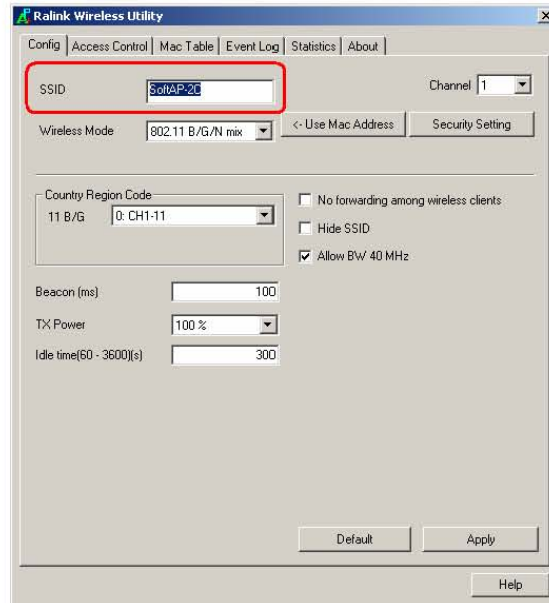 Ralink Wireless Utility
Config Access Control Mac Table Event Log Statistics About
SSID SoftAP-2D Channel 1
Wireless Mode 802.11 B/G/N mix <- Use Mac Address Security Setting
Country Region Code
11 B/G 0: CH1-11
No forwarding among wireless clients
Hide SSID
Allow BW 40 MHz
Beacon (ms) 100
TX Power 100 %
Idle time(60 - 3600)(s) 300
Default Apply
Help